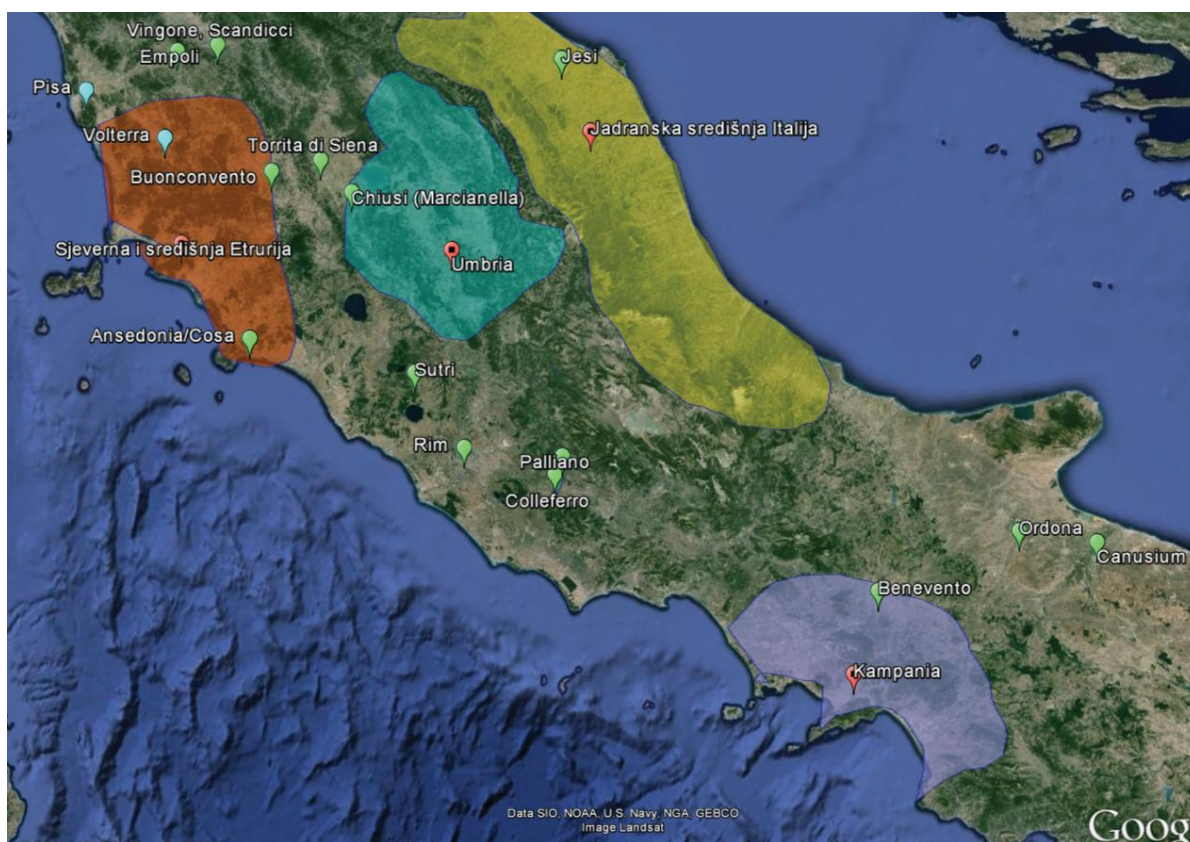 Vingone, Scandicci
Empoli
Jesi
Pisa
Jadranska središnja Italija
Volterra
Torrita di Siena
Buonconvento
Chiusi (Marcianella)
Sjeverna i središnja Etrurija
Umbria
Ansedonia/Cosa
Sutri
Rim
Palliano
Colleferro
Ordona
Canusium
Benevento
Kampania
Data SIO, NOAA, U.S. Navy, NGA, GEBCO
Image Landsat
Goog